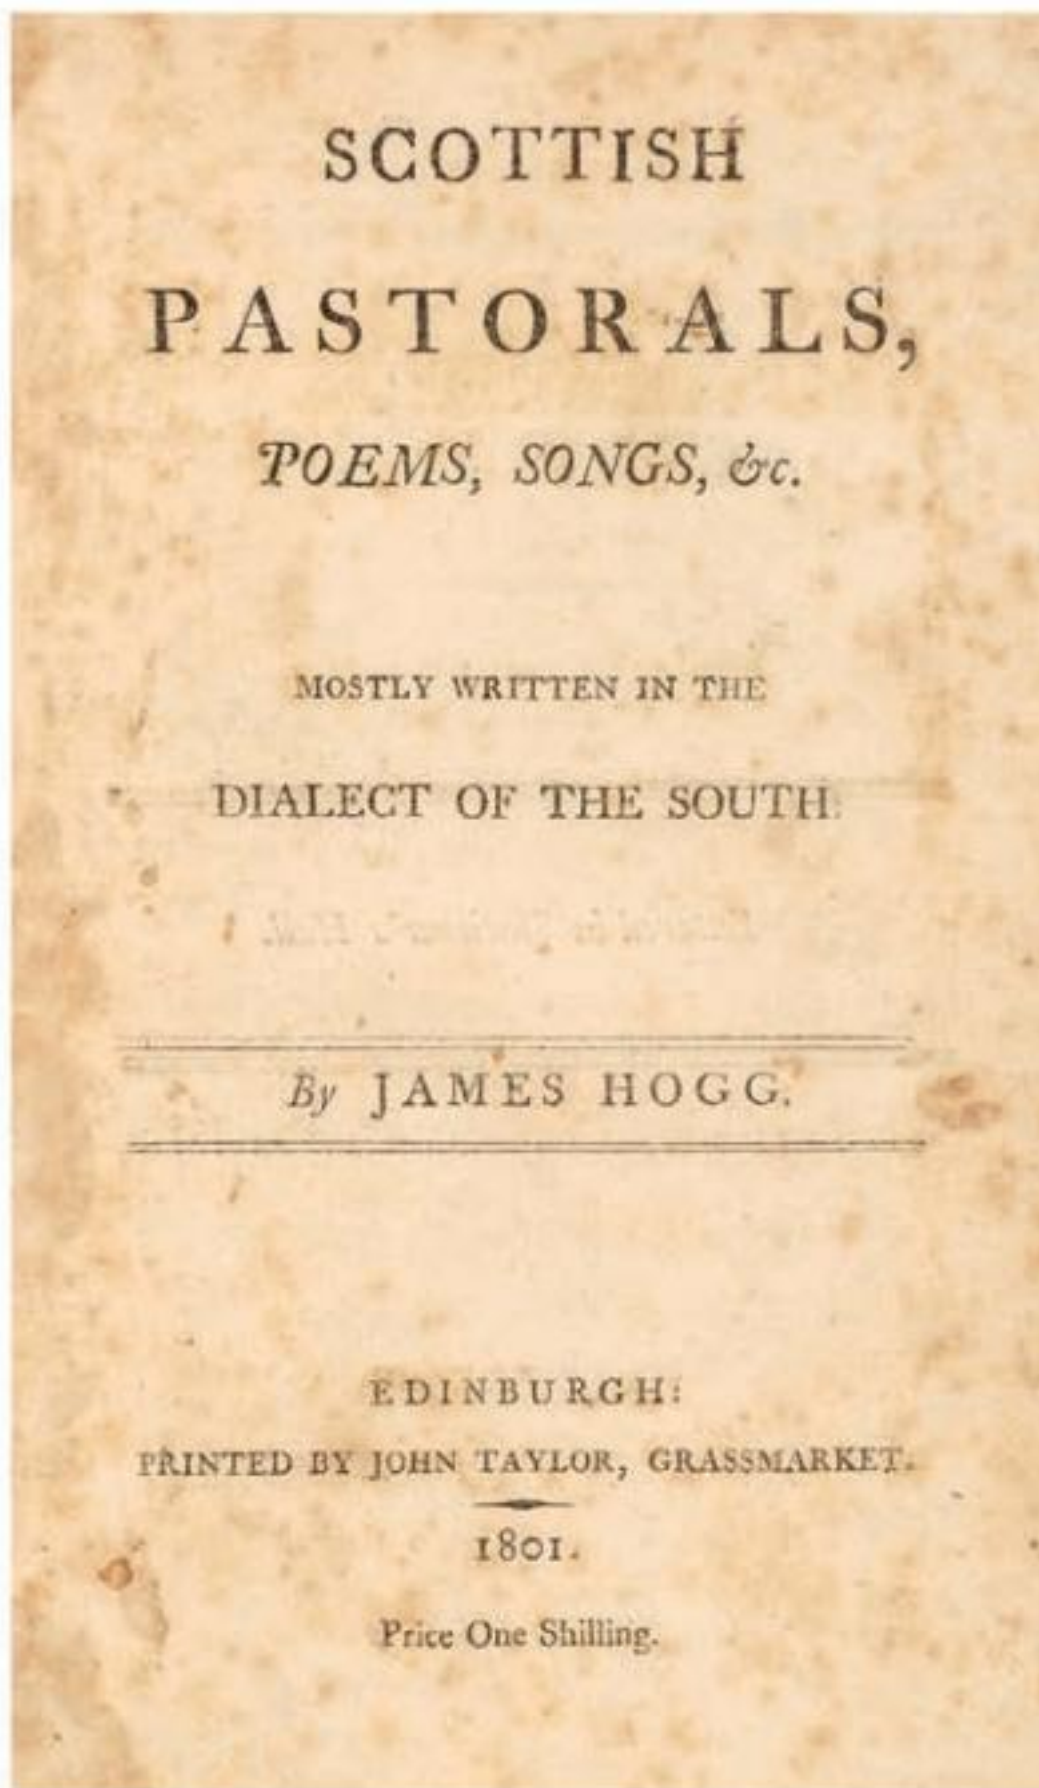 SCOTTISH
PASTORALS,
POEMS, SONGS, &c.
MOSTLY WRITTEN IN THE
DIALECT OF THE SOUTH.
By JAMES HOGG.
EDINBURGH:
PRINTED BY JOHN TAYLOR, GRASSMARKET.
1801.
Price One Shilling.